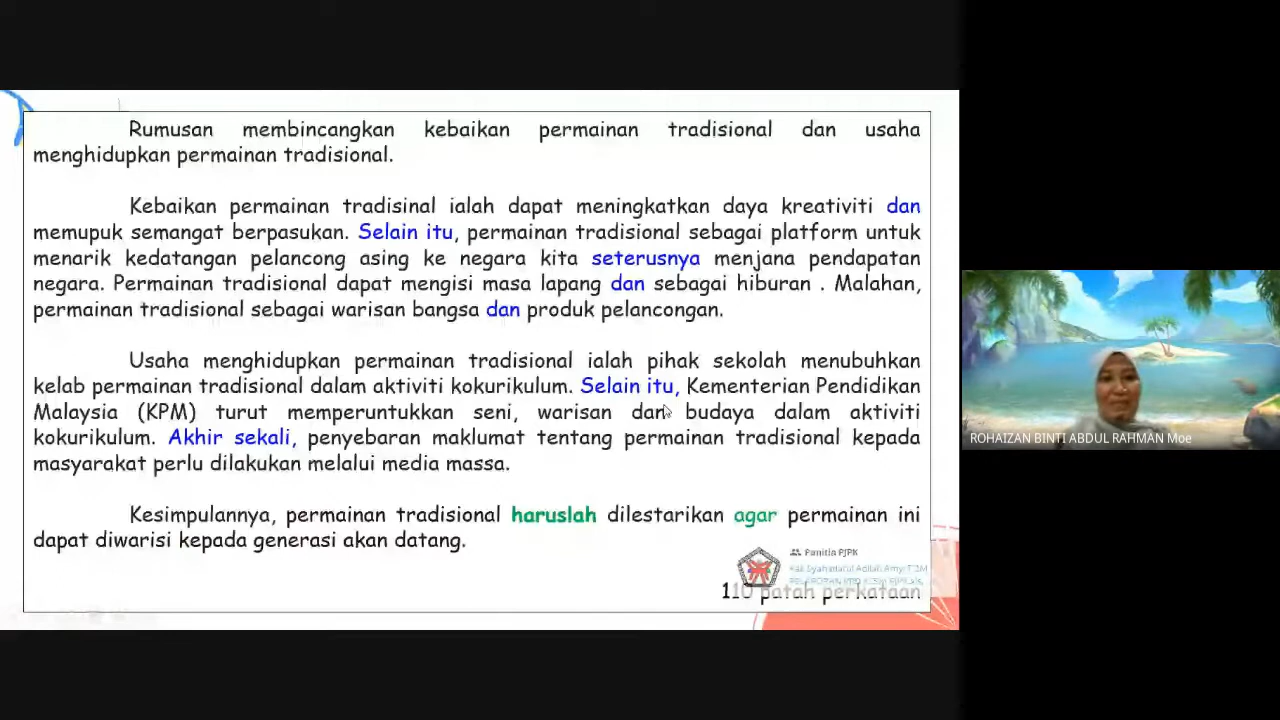 Rumusan membincangkan kebaikan permainan tradisional dan usaha
menghidupkan permainan tradisional.
Kebaikan permainan tradisinal ialah dapat meningkatkan daya kreativiti dan
memupuk semangat berpasukan. Selain itu, permainan tradisional sebagai platform untuk
menarik kedatangan pelancong asing ke negara kita seterusnya menjana pendapatan
negara. Permainan tradisional dapat mengisi masa lapang dan sebagai hiburan . Malahan,
permainan tradisional sebagai warisan bangsa dan produk pelancongan.
Usaha menghidupkan permainan tradisional ialah pihak sekolah menubuhkan
kelab permainan tradisional dalam aktiviti kokurikulum. Selain itu, Kementerian Pendidikan
Malaysia (KPM) turut memperuntukkan seni, warisan dan budaya dalam aktiviti
kokurikulum. Akhir sekali, penyebaran maklumat tentang permainan tradisional kepada
masyarakat perlu dilakukan melalui media massa.
Kesimpulannya, permainan tradisional haruslah dilestarikan agar permainan ini
dapat diwarisi kepada generasi akan datang.
Panitia PJPK
110 patah perkataan
ROHAIZAN BINTI ABDUL RAHMAN Moe